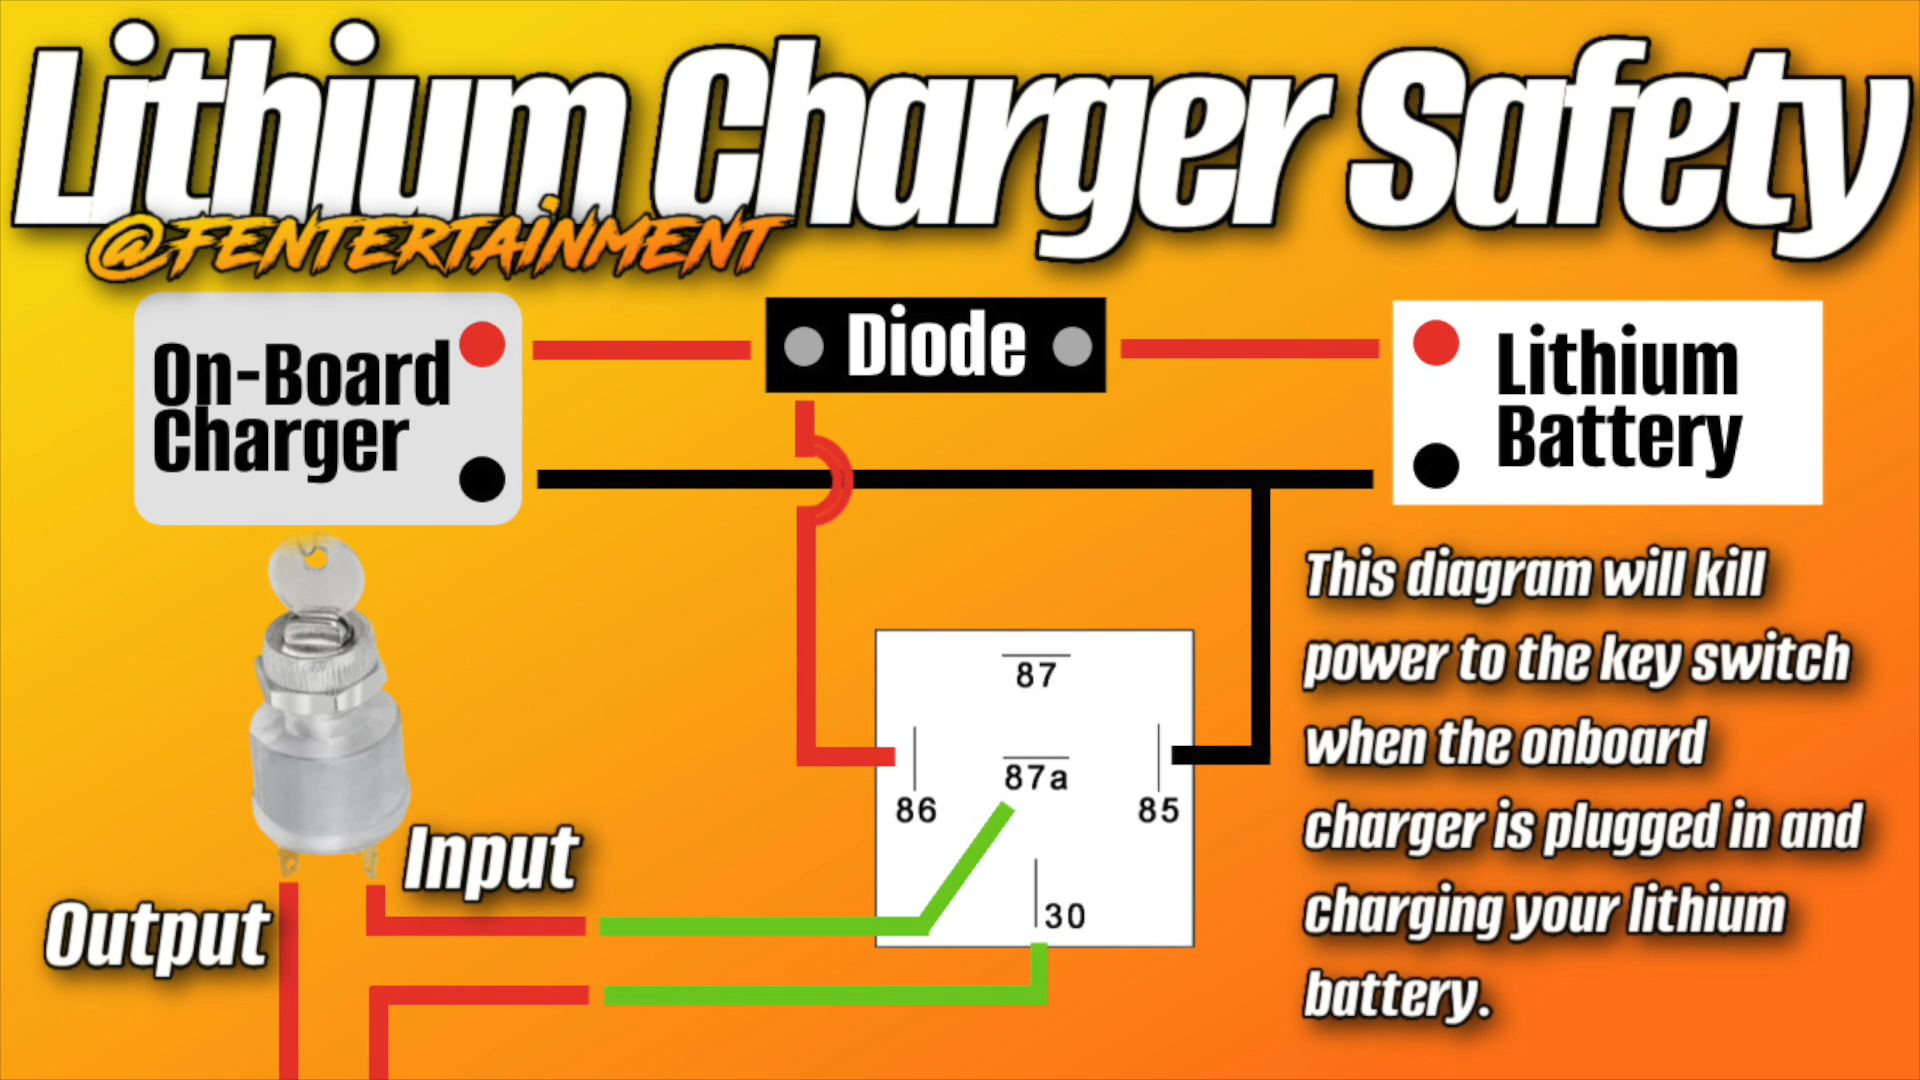 Lithium Charger Safety
@FENTERTAINMENT
On-Board
Charger
Diode
Lithium
Battery
This diagram will kill
power to the key switch
when the onboard
charger is plugged in and
charging your lithium
battery.
87
87a
86
85
30
Input
Output